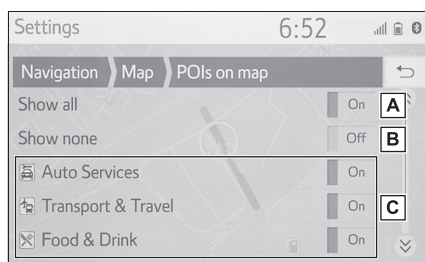 Settings 6:52
Navigation Map POIs on map
Show all On A
Show none Off B
Auto Services On
Transport & Travel On C
Food & Drink On